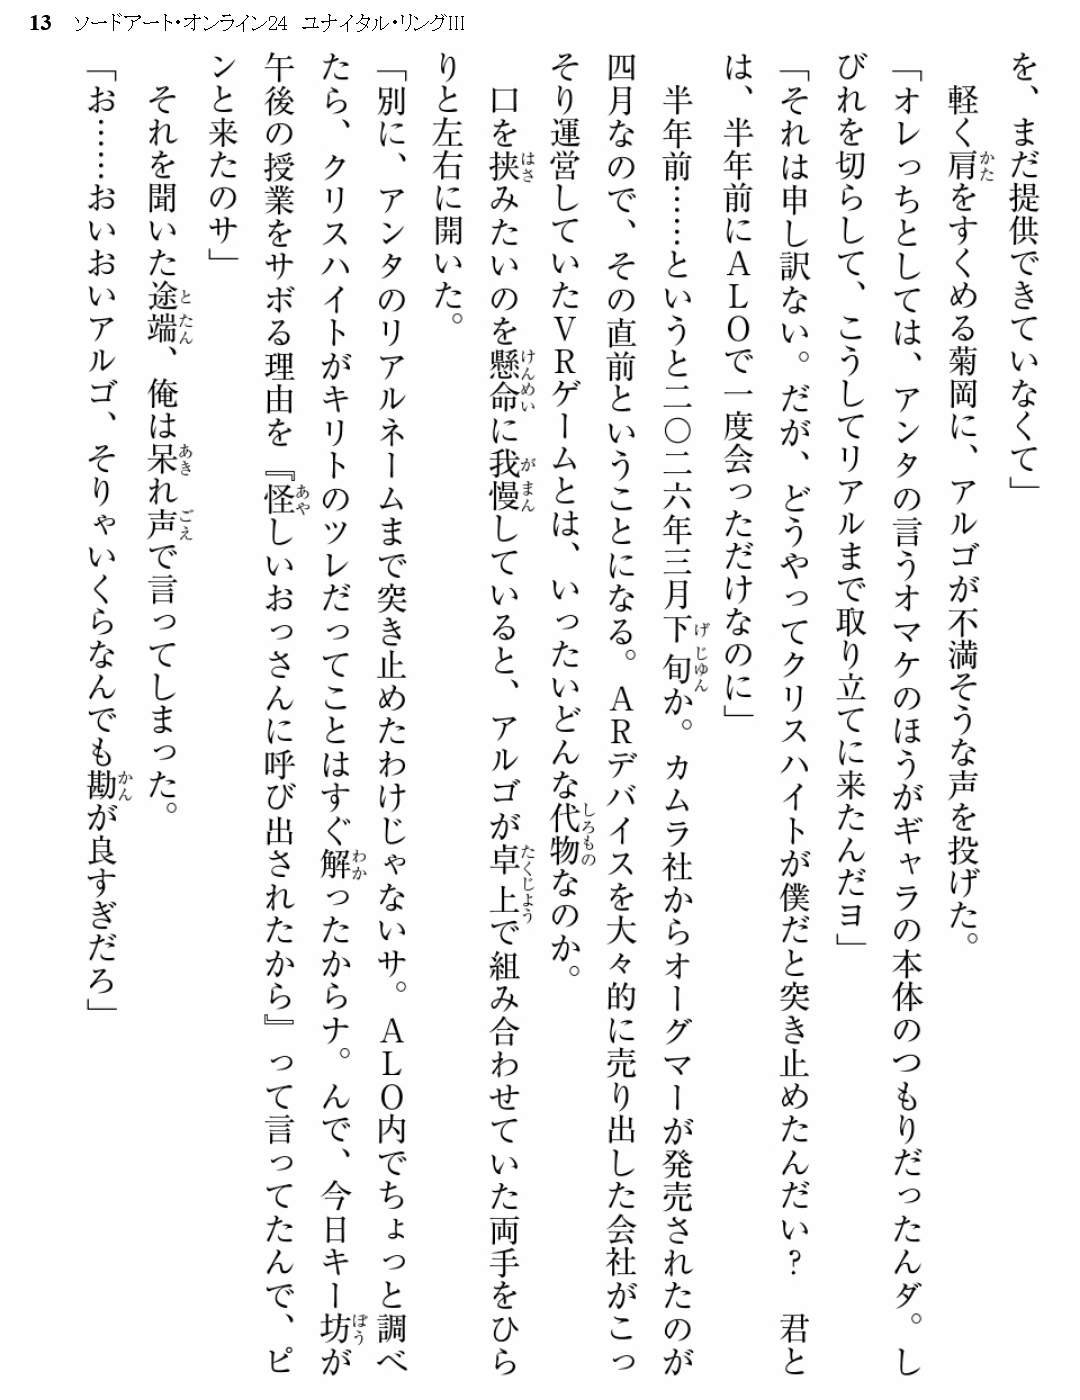 13 ソードアート・オンライン24 ユナイタル・リングIII
を、まだ提供できていなくて」
　軽く肩をすくめる菊岡に、アルゴが不満そうな声を投げた。
「オレっちとしては、アンタの言うオマケのほうがギャラの本体のつもりだったんダ。し
びれを切らして、こうしてリアルまで取り立てに来たんだヨ」
「それは申し訳ない。だが、どうやってクリスハイトが僕だと突き止めたんだい？　君と
は、半年前にＡＬＯで一度会っただけなのに」
　半年前……というと二〇二六年三月下旬か。カムラ社からオーグマーが発売されたのが
四月なので、その直前ということになる。ＡＲデバイスを大々的に売り出した会社がこっ
そり運営していたＶＲゲームとは、いったいどんな代物なのか。
　口を挟みたいのを懸命に我慢していると、アルゴが卓上で組み合わせていた両手をひら
りと左右に開いた。
「別に、アンタのリアルネームまで突き止めたわけじゃないサ。ＡＬＯ内でちょっと調べ
たら、クリスハイトがキリトのツレだってことはすぐ解ったからナ。んで、今日キー坊が
午後の授業をサボる理由を『怪しいおっさんに呼び出されたから』って言ってたんで、ピ
ンと来たのサ」
　それを聞いた途端、俺は呆れ声で言ってしまった。
「お……おいおいアルゴ、そりゃいくらなんでも勘が良すぎだろ」